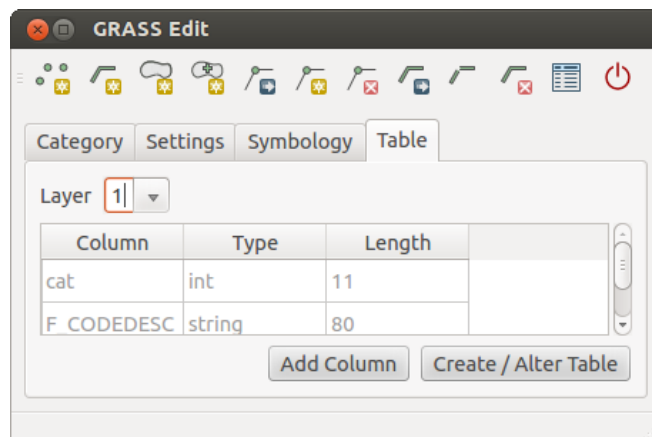 GRASS Edit
Category Settings Symbology Table
Layer 1
Column Type Length
cat int 11
F_CODEDESC string 80
Add Column Create / Alter Table